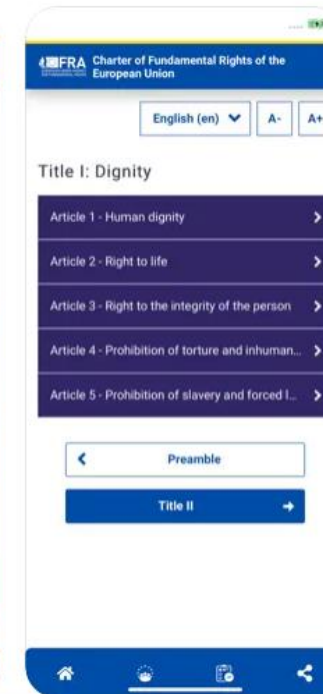 FRA Charter of Fundamental Rights of the
European Union
English (en) A- A+
Title I: Dignity
Article 1 - Human dignity
Article 2 - Right to life
Article 3 - Right to the integrity of the person
Article 4 - Prohibition of torture and inhuman...
Article 5 - Prohibition of slavery and forced l...
Preamble
Title II